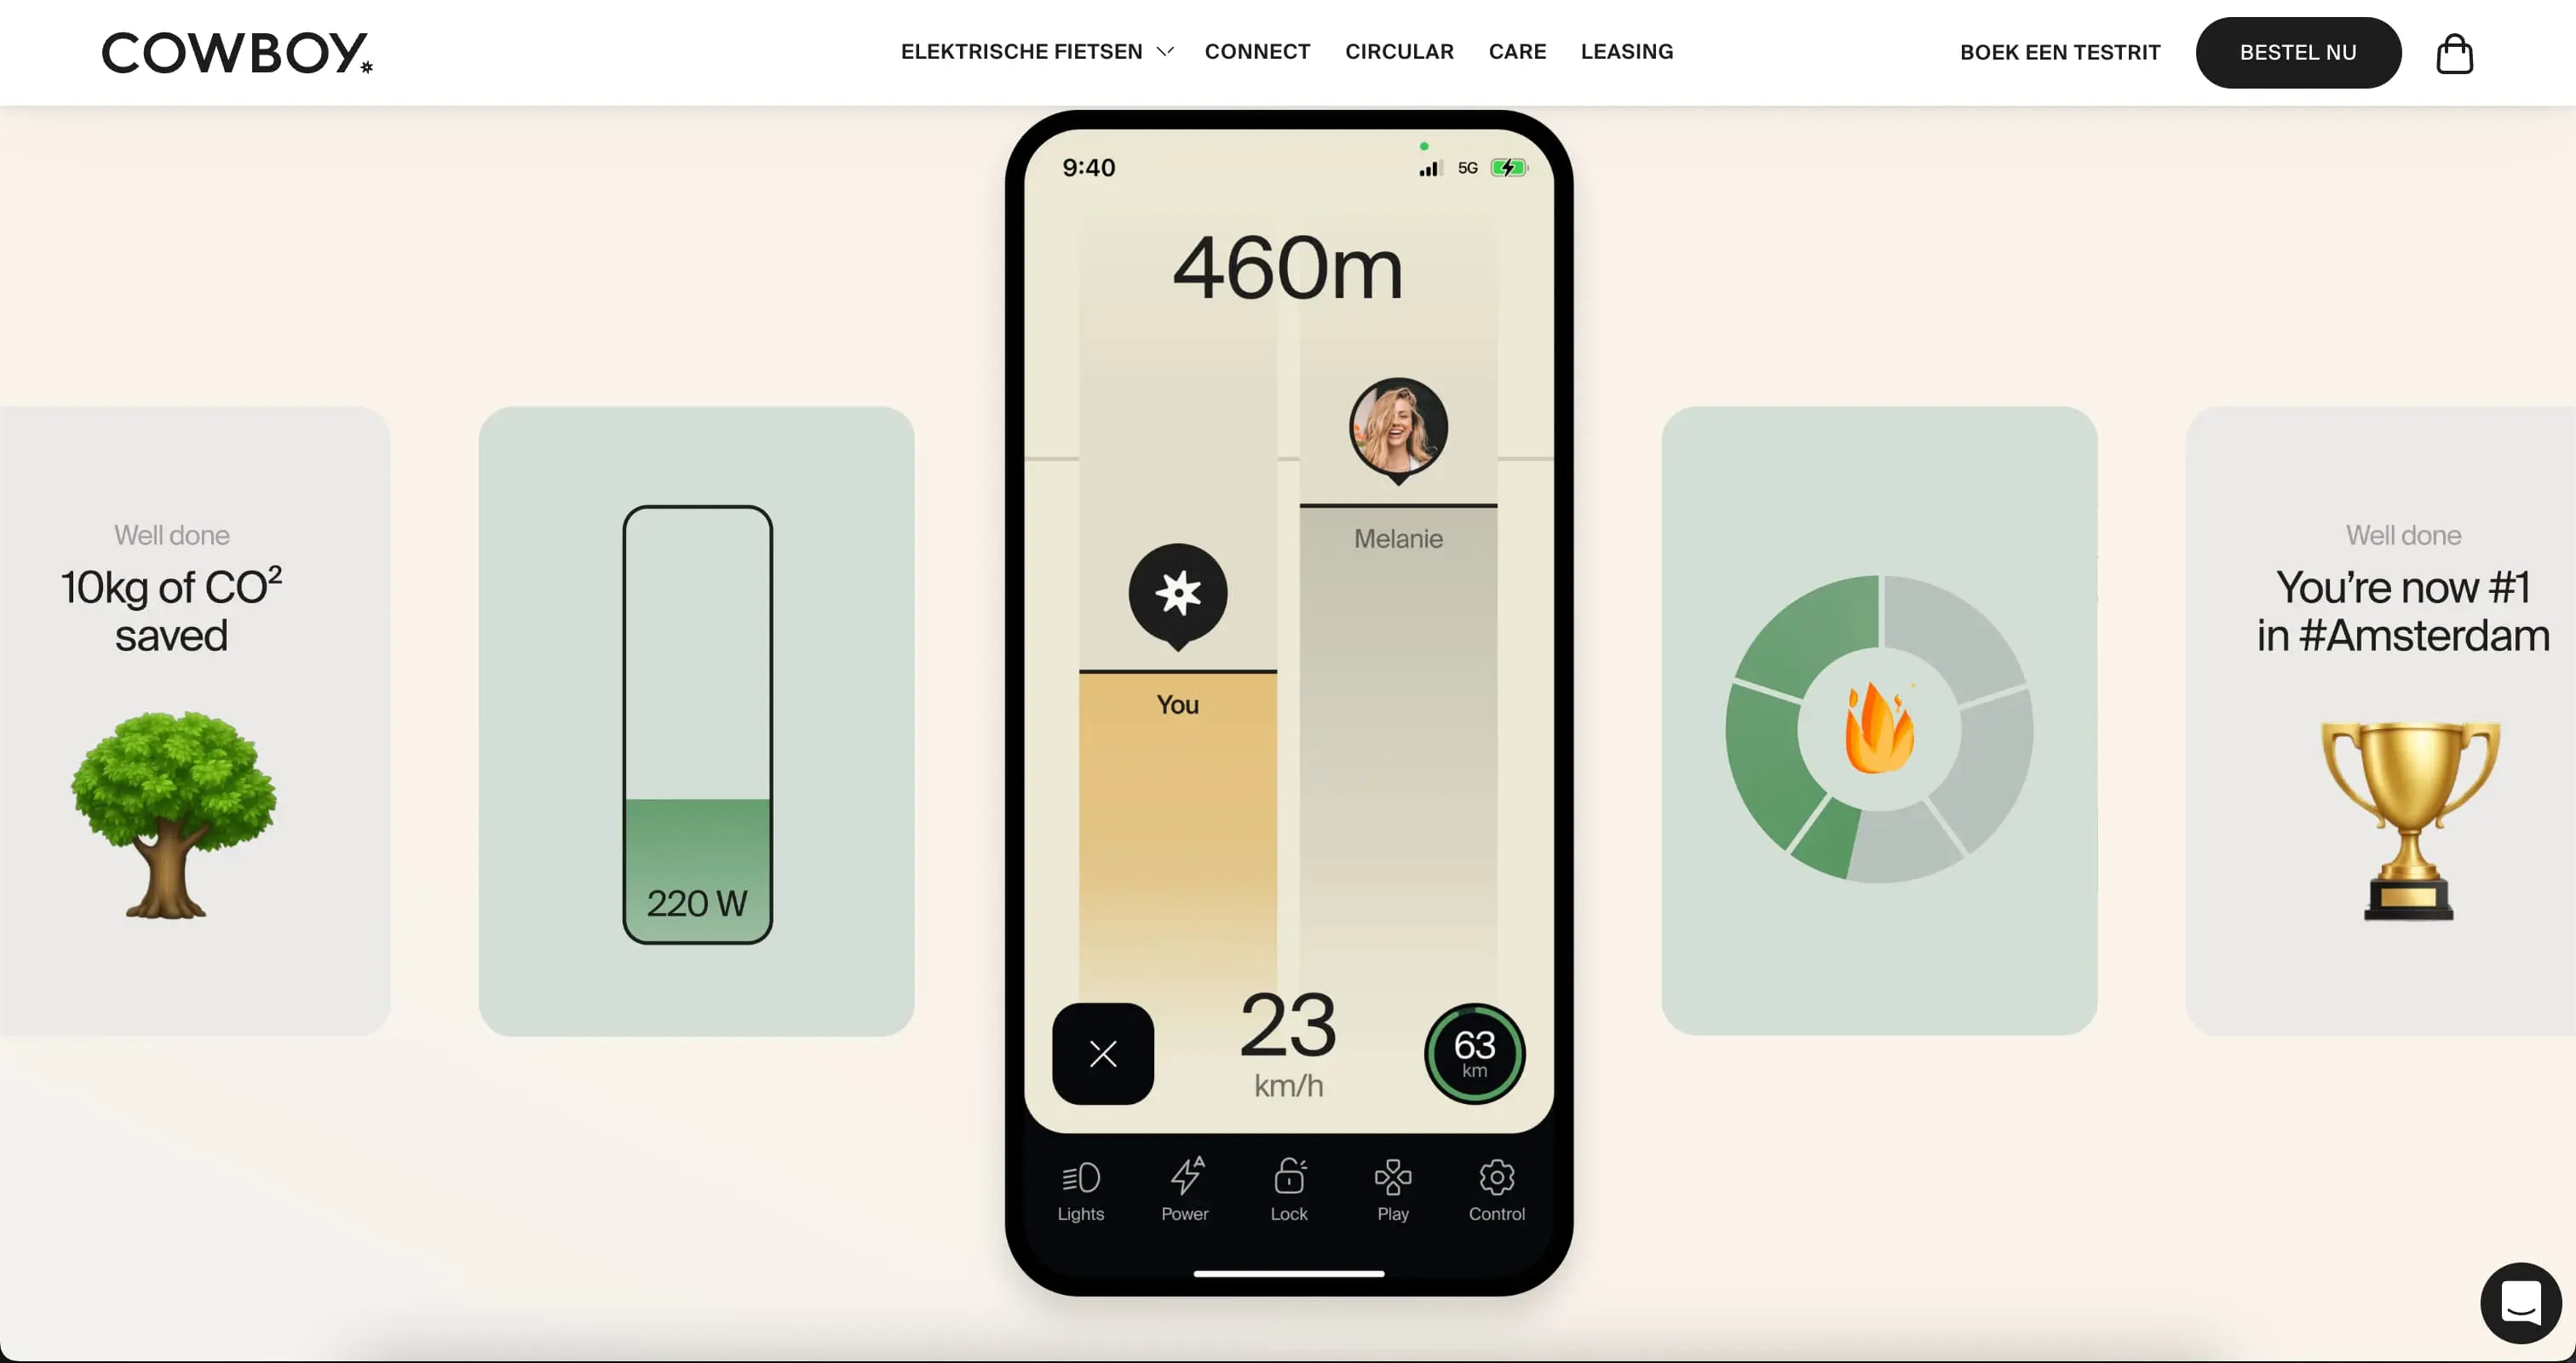 COWBOY
ELEKTRISCHE FIETSEN
CONNECT
CIRCULAR
CARE
LEASING
BOEK EEN TESTRIT
BESTEL NU
9:40
5G
460m
Melanie
You
Well done
10kg of CO²
saved
220 W
Well done
You're now #1
in #Amsterdam
23
km/h
63
km
Lights
Power
A
Lock
Play
Control